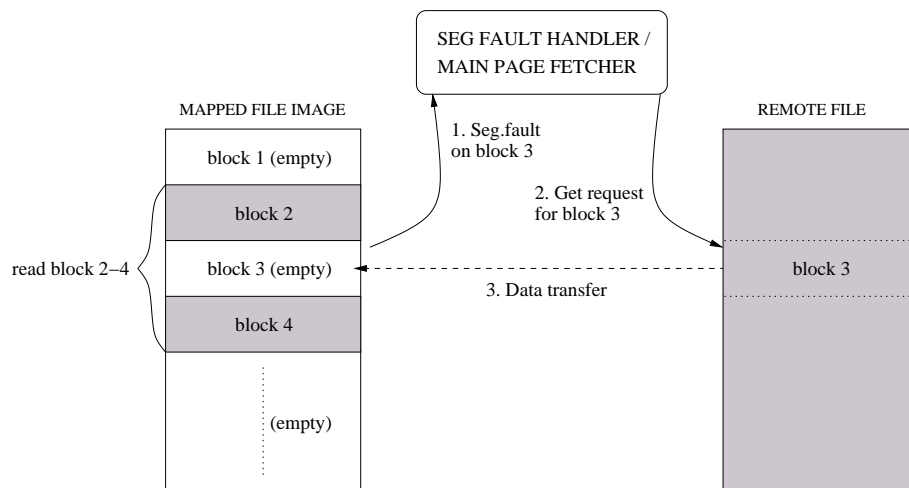 SEG FAULT HANDLER /
MAIN PAGE FETCHER
MAPPED FILE IMAGE
REMOTE FILE
1. Seg.fault
on block 3
block 1 (empty)
2. Get request
for block 3
block 2
read block 2−4
block 3 (empty)
block 3
3. Data transfer
block 4
(empty)